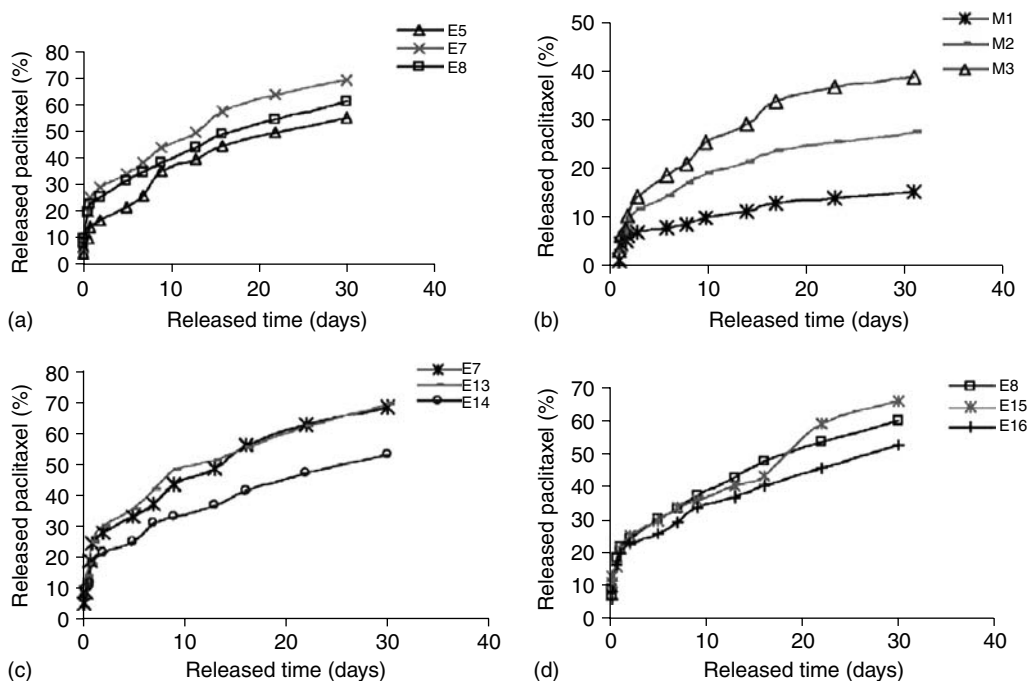 E5
E7
E8
Released paclitaxel (%)
80
70
60
50
40
30
20
10
0
0 10 20 30 40
(a)
Released time (days)
M1
M2
M3
Released paclitaxel (%)
50
40
30
20
10
0
0 10 20 30 40
(b)
Released time (days)
E7
E13
E14
Released paclitaxel (%)
80
70
60
50
40
30
20
10
0
0 10 20 30 40
(c)
Released time (days)
E8
E15
E16
Released paclitaxel (%)
70
60
50
40
30
20
10
0
0 10 20 30 40
(d)
Released time (days)